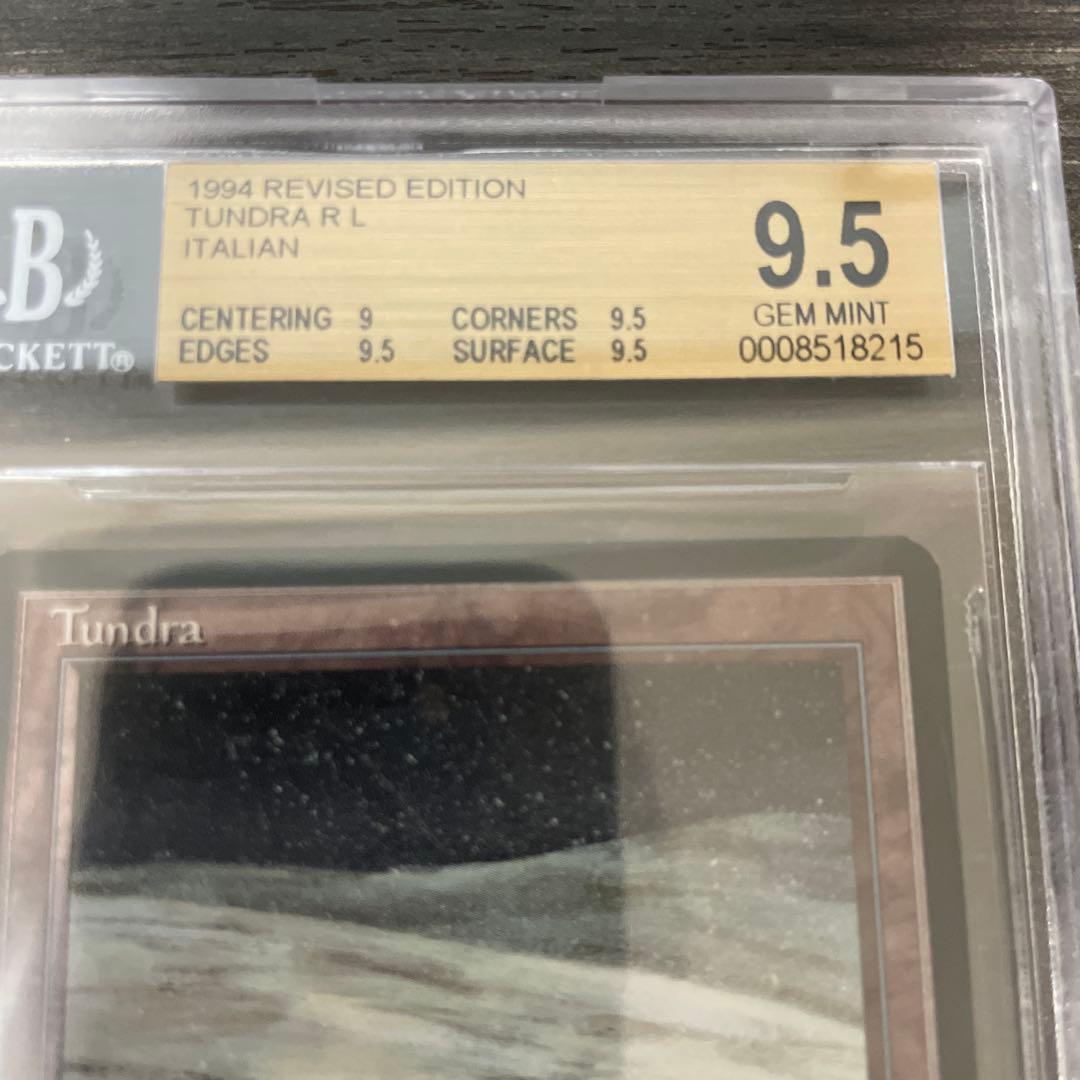 1994 REVISED EDITION
TUNDRA R L
ITALIAN
9.5
GEM MINT
0008518215
CENTERING 9 CORNERS 9.5
EDGES 9.5 SURFACE 9.5
B
CKETT®
Tundra